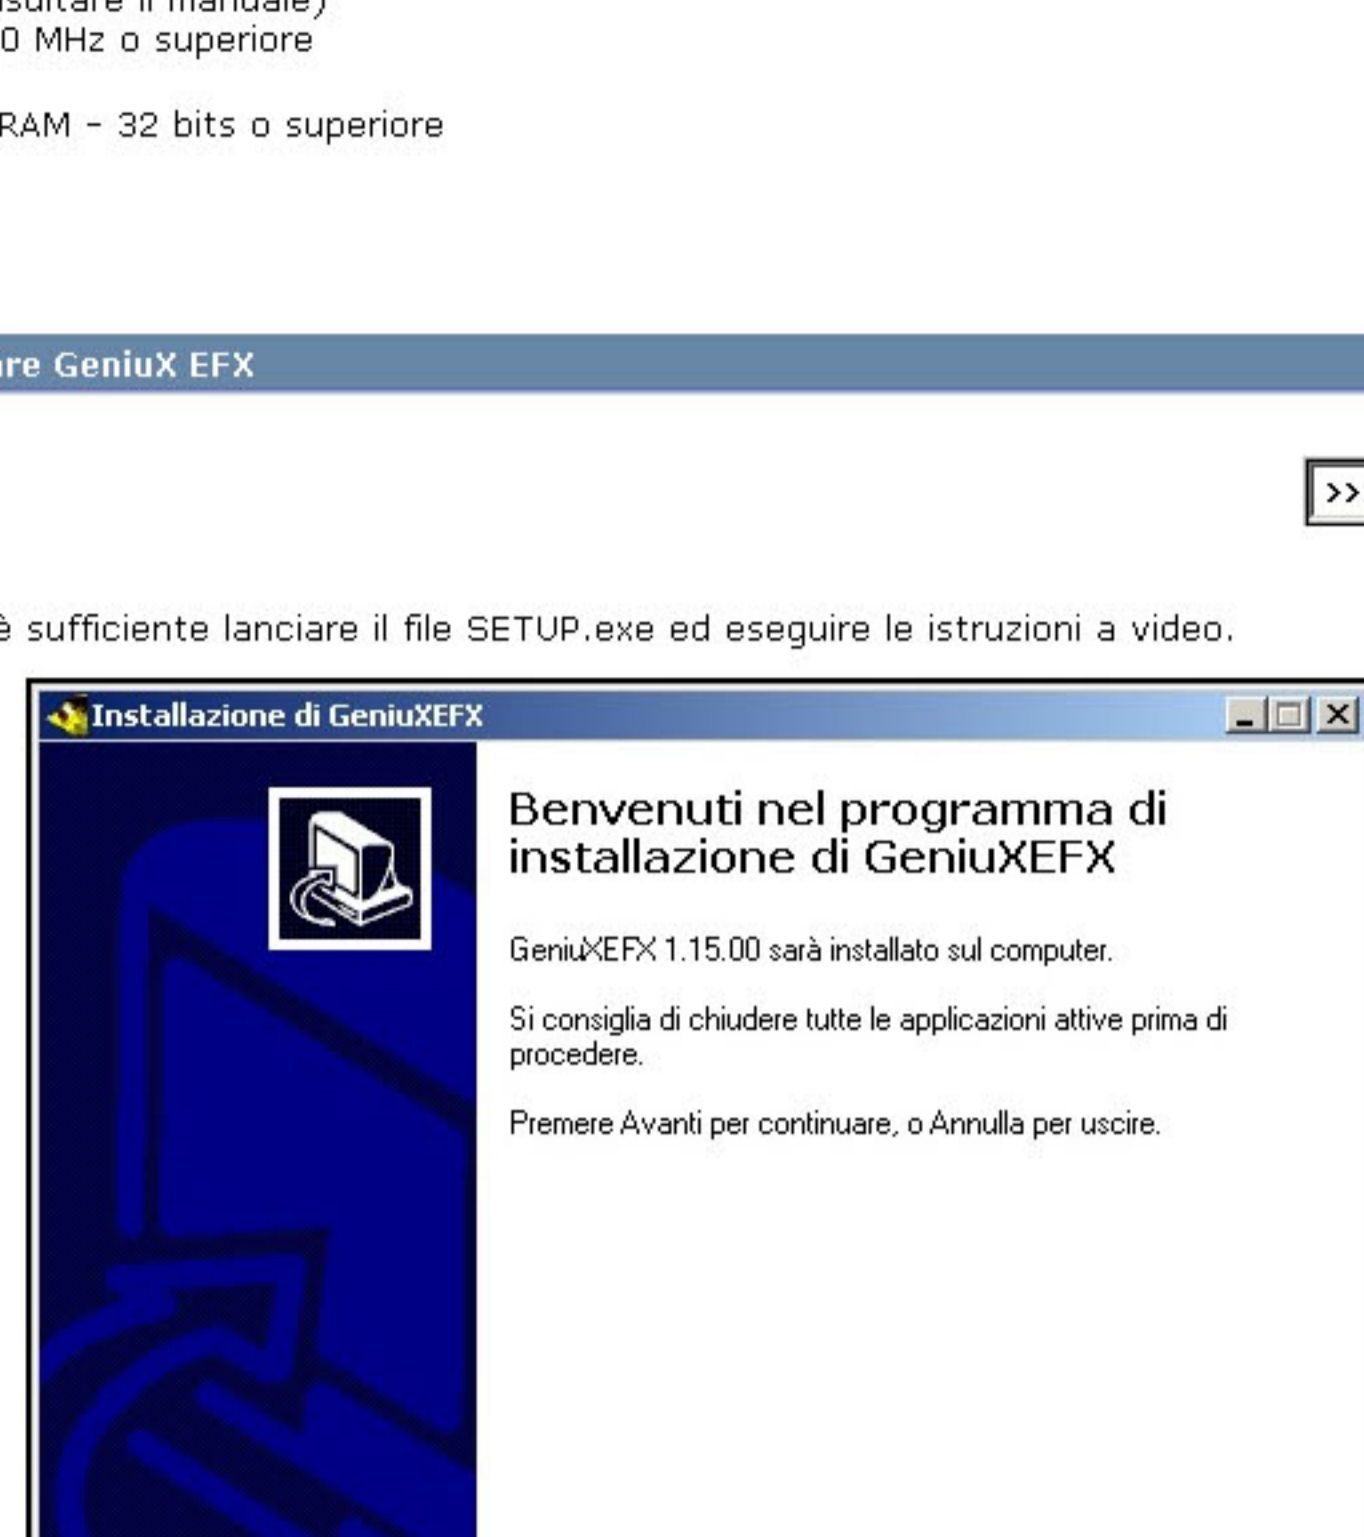 sultare il manuale)
0 MHz o superiore
RAM - 32 bits o superiore
re GeniuX EFX
>>
è sufficiente lanciare il file SETUP.exe ed eseguire le istruzioni a video.
Installazione di GeniuXEFX
Benvenuti nel programma di
installazione di GeniuXEFX
GeniuXEFX 1.15.00 sarà installato sul computer.
Si consiglia di chiudere tutte le applicazioni attive prima di
procedere.
Premere Avanti per continuare, o Annulla per uscire.